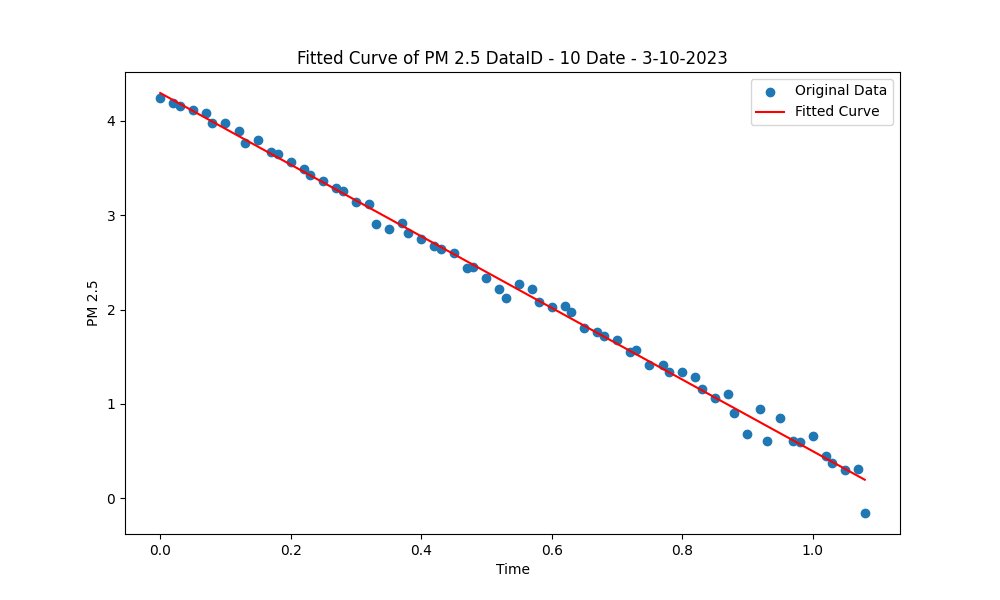 Fitted Curve of PM 2.5 DataID - 10 Date - 3-10-2023
Original Data
Fitted Curve
4
3
2
1
0
PM 2.5
0.0 0.2 0.4 0.6 0.8 1.0
Time